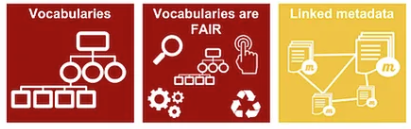 Vocabularies
Vocabularies are
FAIR
Linked metadata
m
m
m